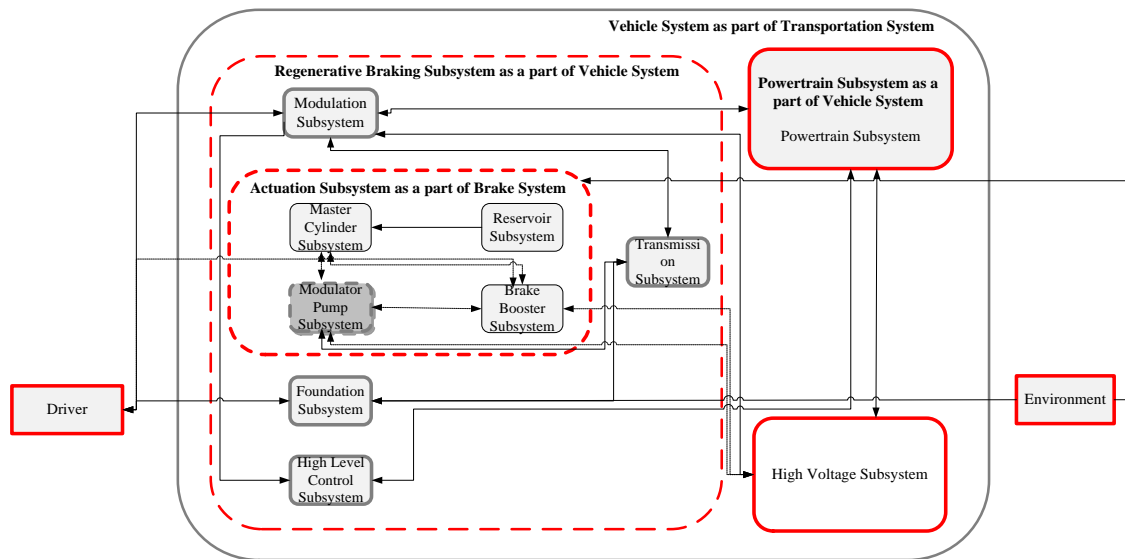 Vehicle System as part of Transportation System
Regenerative Braking Subsystem as a part of Vehicle System
Powertrain Subsystem as a
part of Vehicle System
Powertrain Subsystem
Modulation
Subsystem
Actuation Subsystem as a part of Brake System
Master
Cylinder
Subsystem
Reservoir
Subsystem
Transmissi
on
Subsystem
Modulator
Pump
Subsystem
Brake
Booster
Subsystem
Foundation
Subsystem
Driver
Environment
High Level
Control
Subsystem
High Voltage Subsystem